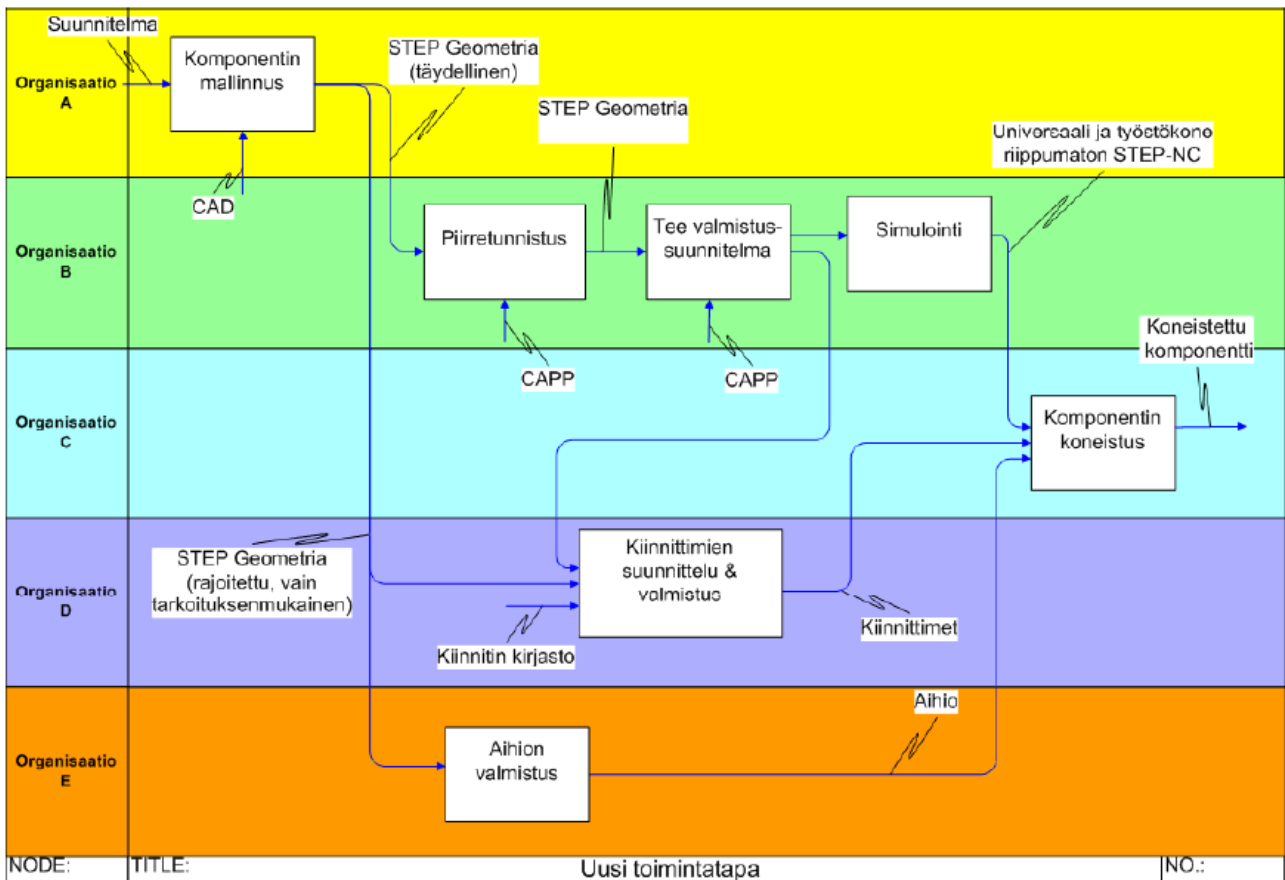 Suunnitelma
Organisaatio
A
Komponentin
mallinnus
STEP Geometria
(täydellinen)
STEP Geometria
Univorsaali ja työstökono
riippumaton STEP-NC
CAD
Organisaatio
B
Piirretunnistus
Tee valmistus-
suunnitelma
Simulointi
CAPP
CAPP
Koneistettu
komponentti
Organisaatio
C
Komponentin
koneistus
Organisaatio
D
STEP Geometria
(rajoitettu, vain
tarkoituksenmukainen)
Kiinnittimien
suunnittelu &
valmistus
Kiinnitin kirjasto
Kiinnittimet
Organisaatio
E
Aihion
valmistus
Aihio
NODE:
TITLE:
Uusi toimintatapa
NO.: